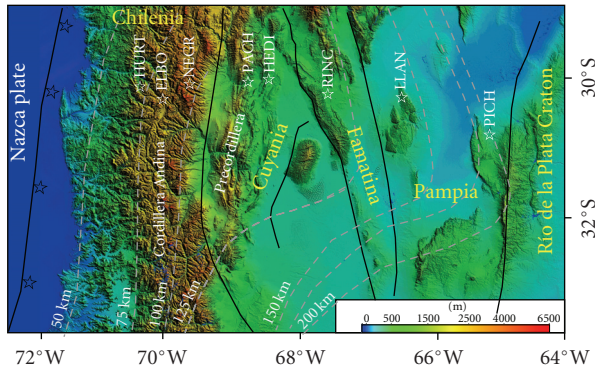 Chilenia
HURT
ELBO
NECR
PACH
HEDI
RINC
LLAN
PICH
Nazca plate
Cordillera Andina
Precordillera
Cuyania
Famatina
Pampia
Río de la Plata Craton
30°S
32°S
50 km
75 km
100 km
125 km
150 km
200 km
(m)
0 500 1500 2500 4000 6500
72°W 70°W 68°W 66°W 64°W